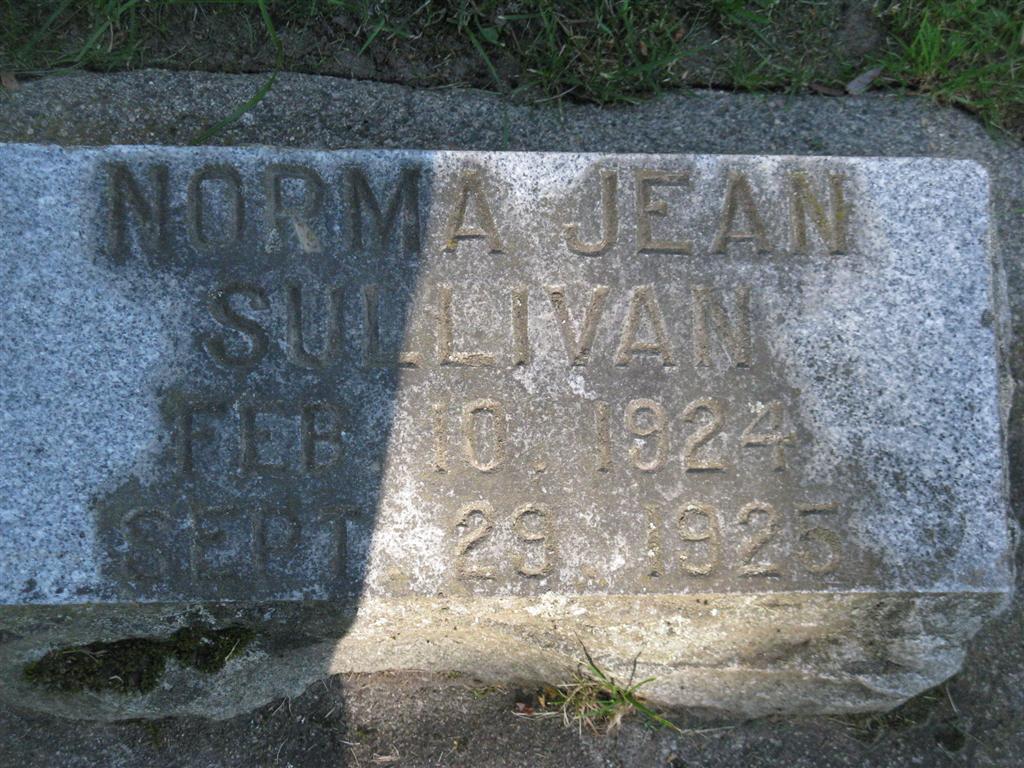 NORMA JEAN
SULLIVAN
FEB. 10. 1924
SEPT. 29. 1925